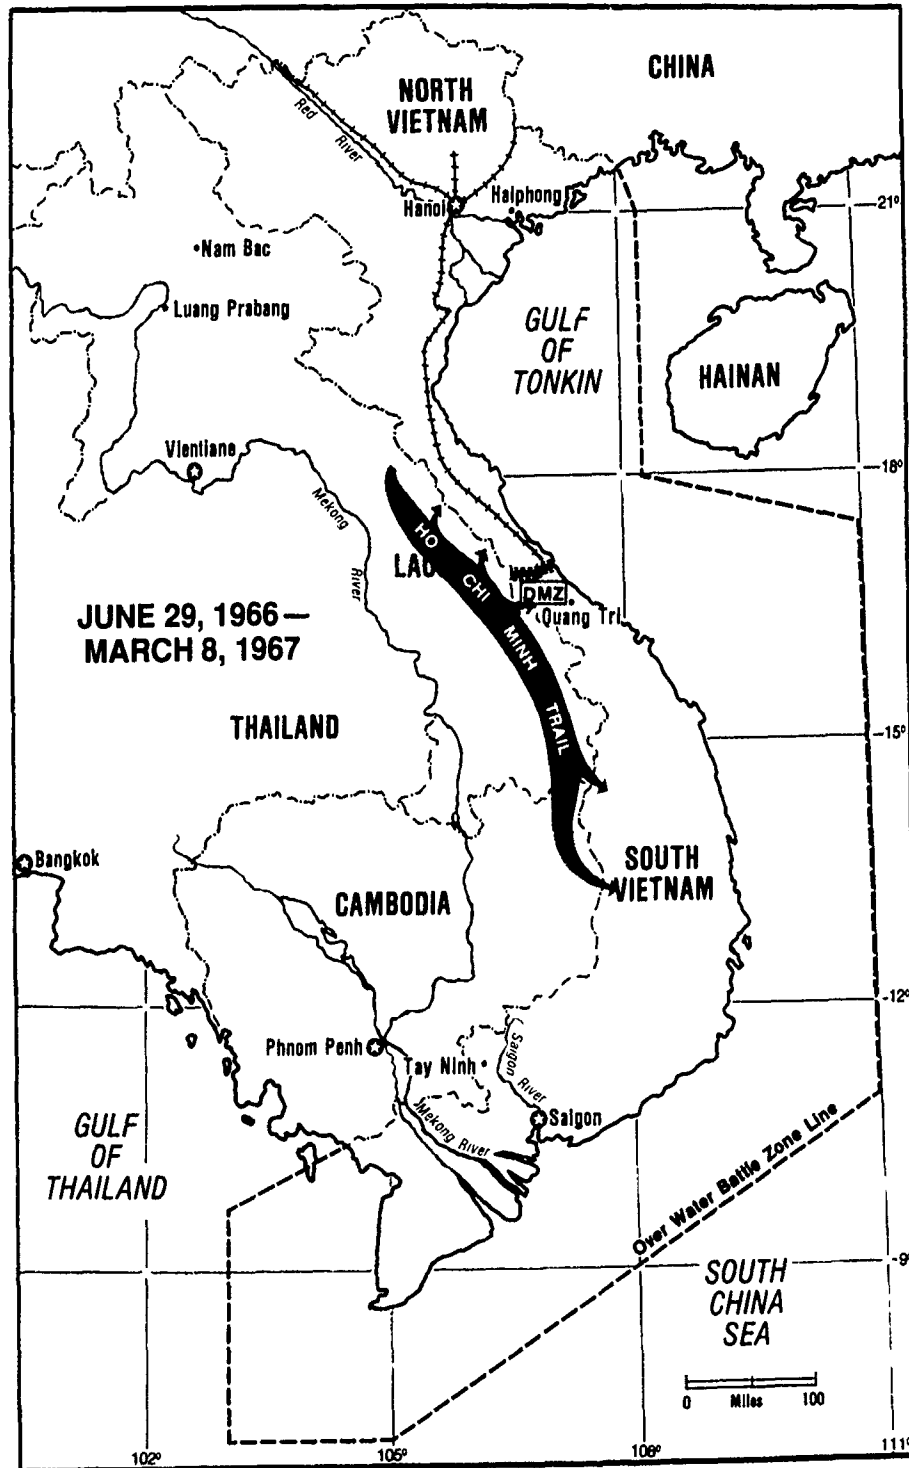 CHINA
NORTH
VIETNAM
Red
River
Hanoi
Haiphong
21°
Nam Bac
Luang Prabang
GULF
OF
TONKIN
HAINAN
Vientiane
18°
Mekong
River
HO
CHI
MINH
TRAIL
LAO
DMZ
Quang Tri
JUNE 29, 1966—
MARCH 8, 1967
THAILAND
15°
Bangkok
SOUTH
VIETNAM
CAMBODIA
12°
Phnom Penh
Tay Ninh
Saigon
River
Saigon
Mekong River
GULF
OF
THAILAND
Over Water Battle Zone Line
9°
SOUTH
CHINA
SEA
0 Miles 100
102°
105°
108°
111°